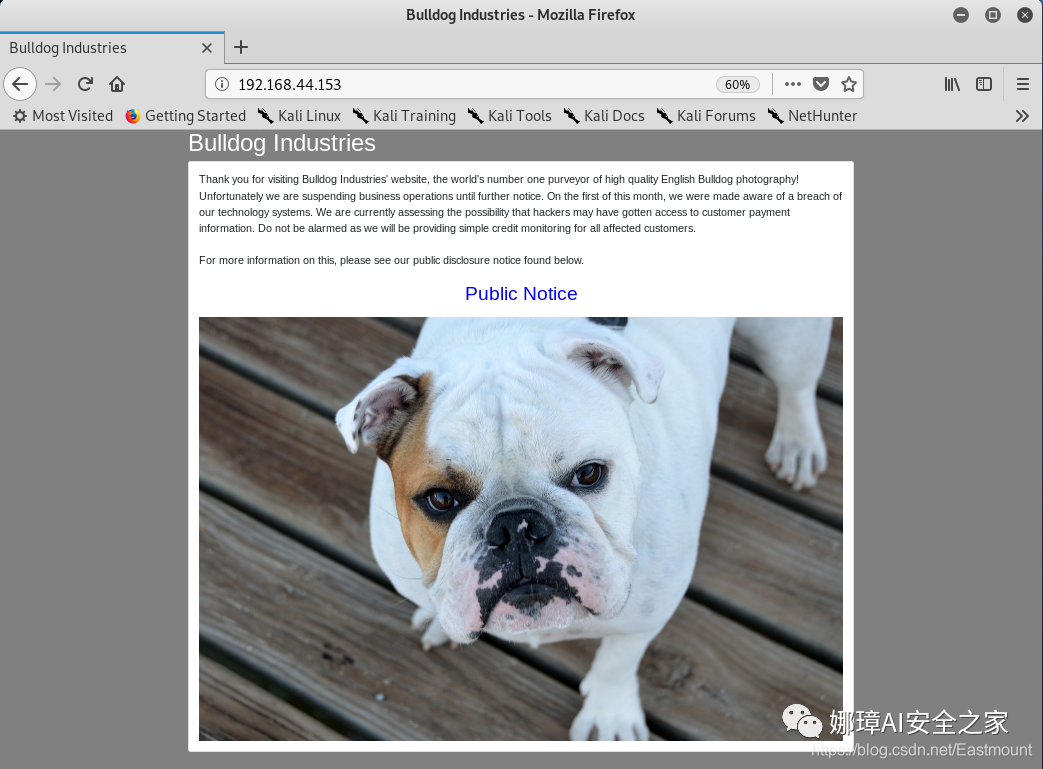 Bulldog Industries - Mozilla Firefox
Bulldog Industries
192.168.44.153
60%
Most Visited
Getting Started
Kali Linux
Kali Training
Kali Tools
Kali Docs
Kali Forums
NetHunter
Bulldog Industries
Thank you for visiting Bulldog Industries' website, the world's number one purveyor of high quality English Bulldog photography!
Unfortunately we are suspending business operations until further notice. On the first of this month, we were made aware of a breach of
our technology systems. We are currently assessing the possibility that hackers may have gotten access to customer payment
information. Do not be alarmed as we will be providing simple credit monitoring for all affected customers.
For more information on this, please see our public disclosure notice found below.
Public Notice
娜璋AI安全之家
https://blog.csdn.net/Eastmount